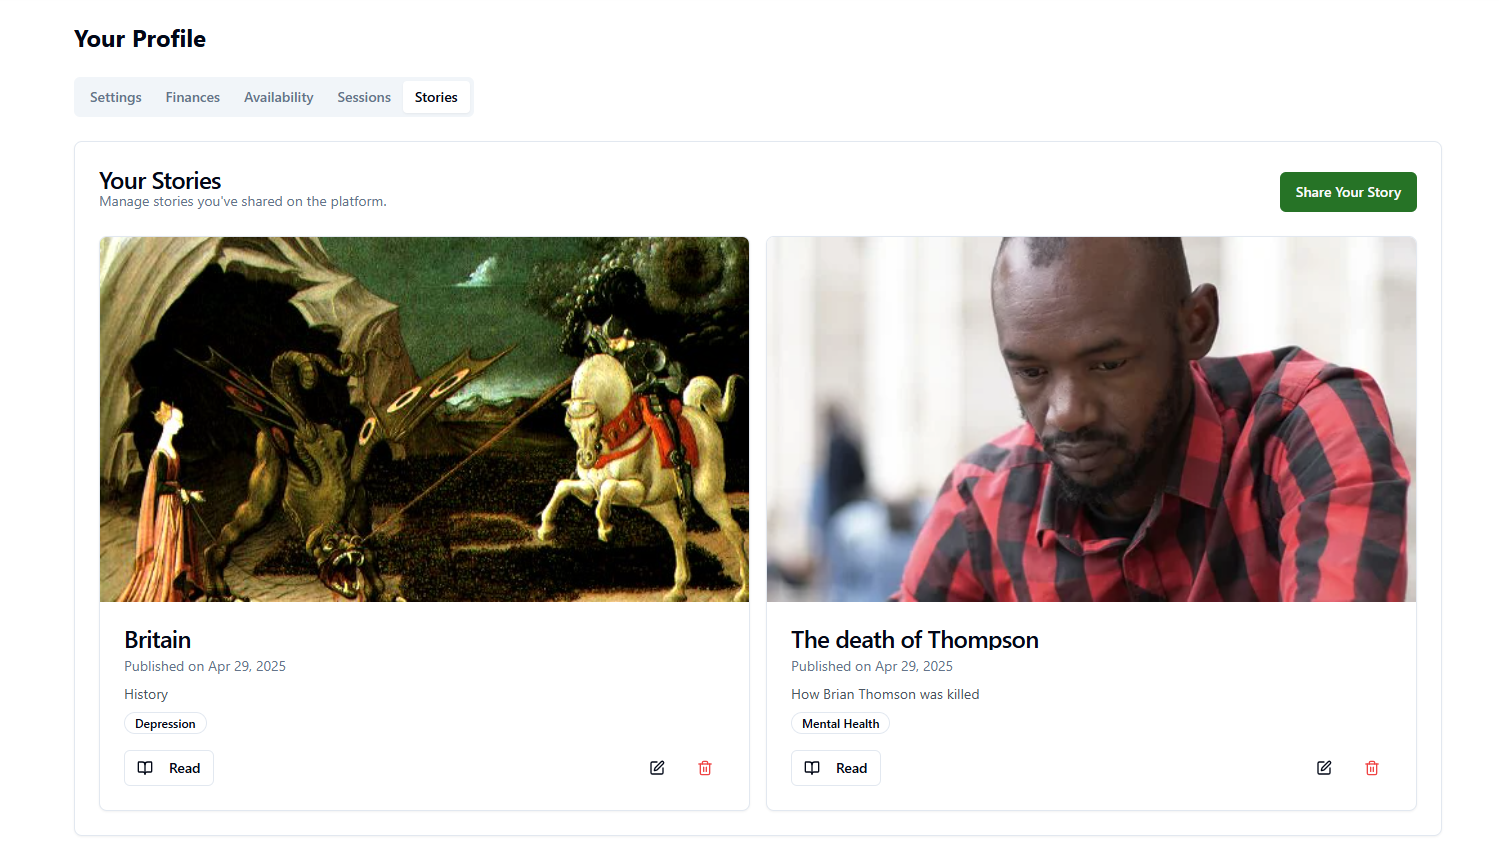 Your Profile
Settings Finances Availability Sessions Stories
Your Stories
Manage stories you've shared on the platform.
Share Your Story
Britain
Published on Apr 29, 2025
History
Depression
Read
The death of Thompson
Published on Apr 29, 2025
How Brian Thomson was killed
Mental Health
Read